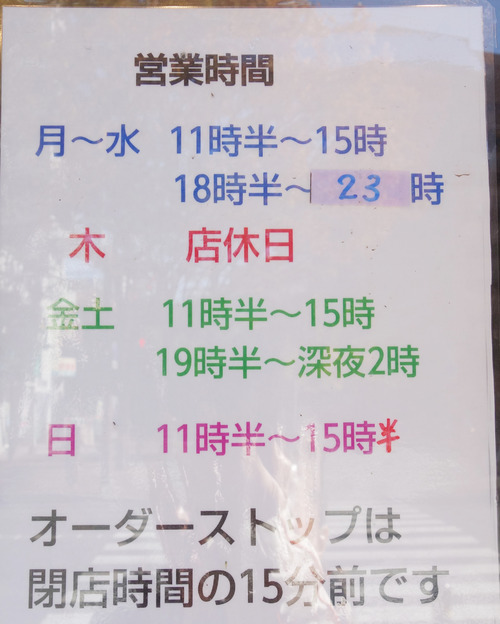 営業時間
月～水 11時半～15時
18時半～23時
木 店休日
金土 11時半～15時
19時半～深夜2時
日 11時半～15時半
オーダーストップは
閉店時間の15分前です